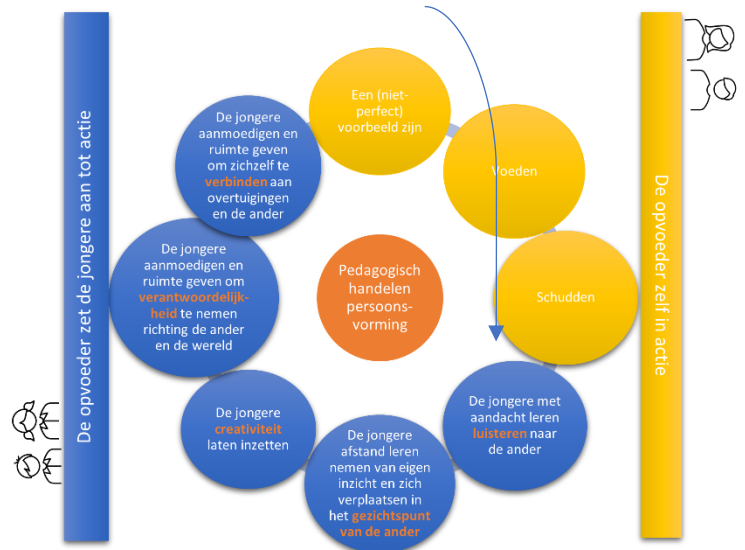 De opvoeder zet de jongere aan tot actie
Een (niet-
perfect)
voorbeeld zijn
Voeden
Schudden
De jongere met
aandacht leren
luisteren naar
de ander
De jongere
afstand leren
nemen van eigen
inzicht en zich
verplaatsen in
het gezichtspunt
van de ander
De jongere
creativiteit
laten inzetten
De jongere
aanmoedigen en
ruimte geven om
verantwoordelijk-
heid te nemen
richting de ander
en de wereld
De jongere
aanmoedigen en
ruimte geven
om zichzelf te
verbinden aan
overtuigingen
en de ander
Pedagogisch
handelen
persoons-
vorming
De opvoeder zelf in actie